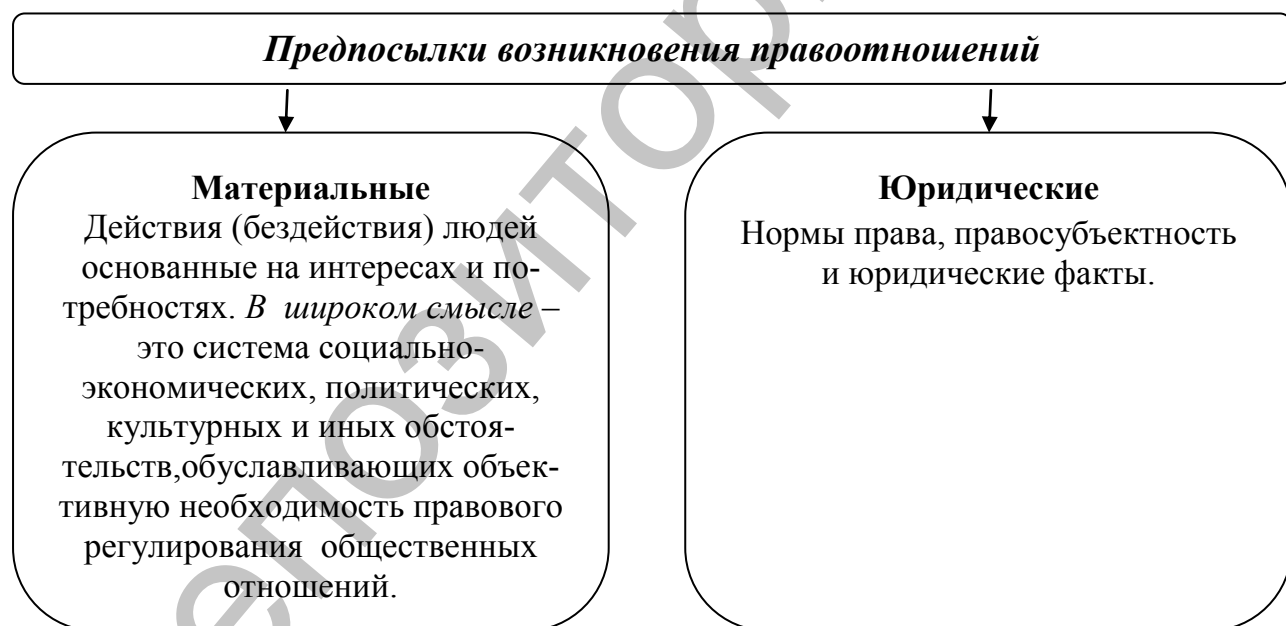 Предпосылки возникновения правоотношений
Материальные
Действия (бездействия) людей
основанные на интересах и по-
требностях. В широком смысле –
это система социально-
экономических, политических,
культурных и иных обстоя-
тельств,обуславливающих объек-
тивную необходимость правового
регулирования общественных
отношений.
Юридические
Нормы права, правосубъектность
и юридические факты.